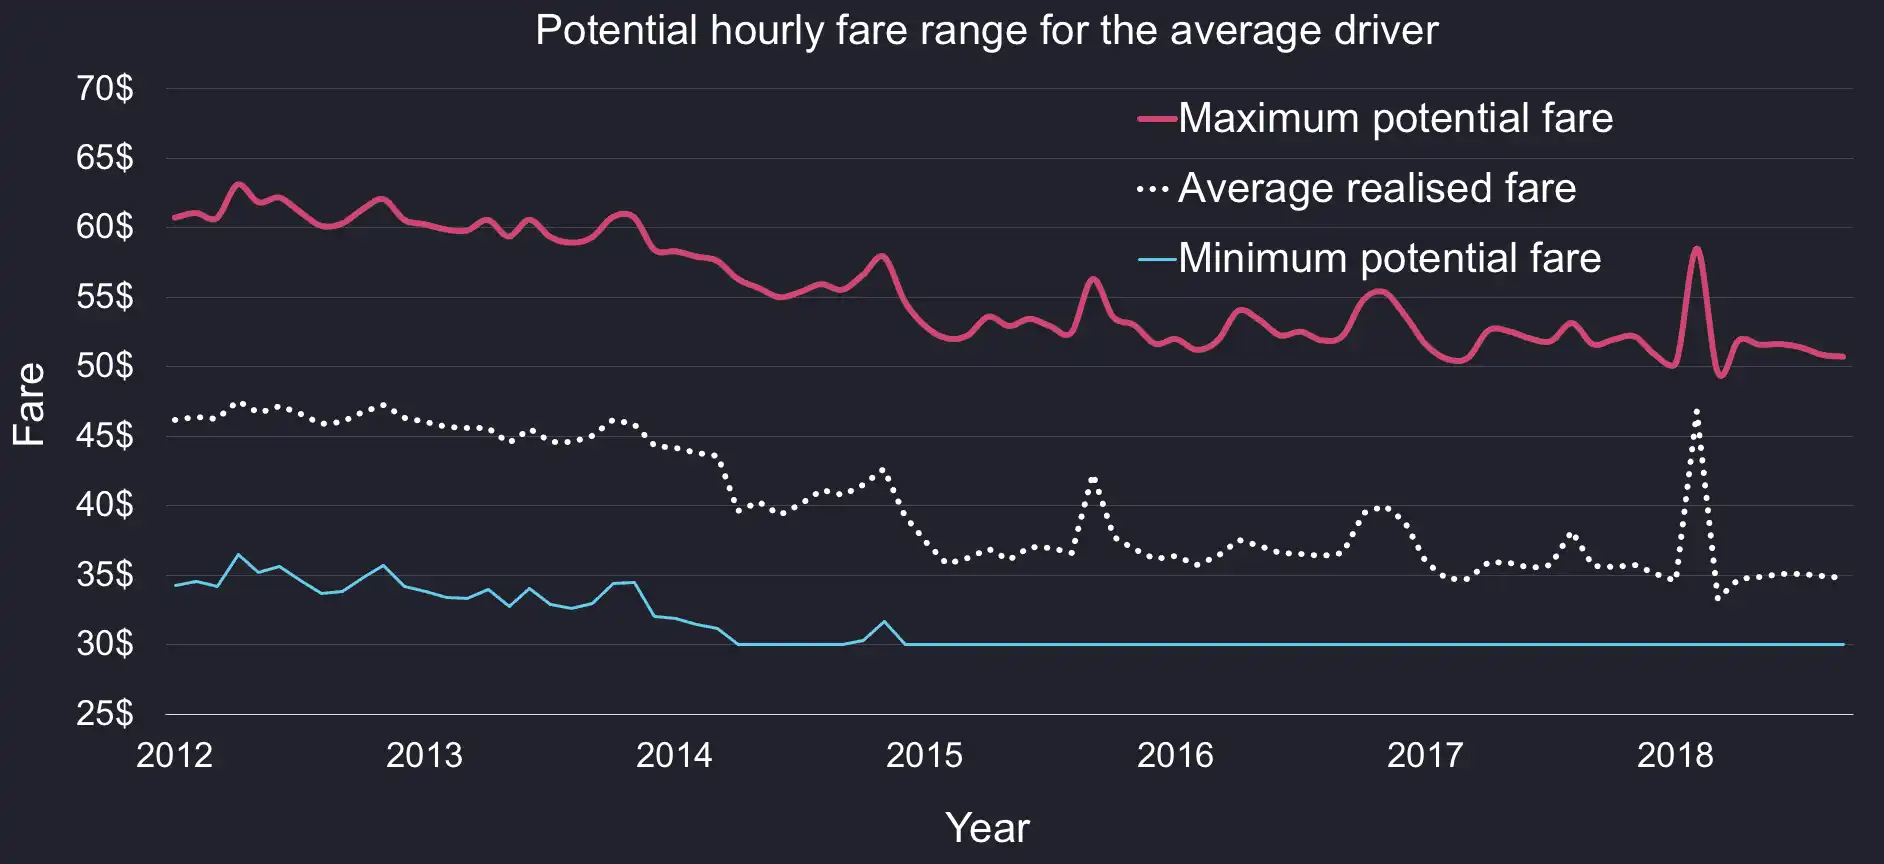 Potential hourly fare range for the average driver
70$
65$
60$
55$
50$
45$
40$
35$
30$
25$
Fare
Maximum potential fare
Average realised fare
Minimum potential fare
2012 2013 2014 2015 2016 2017 2018
Year